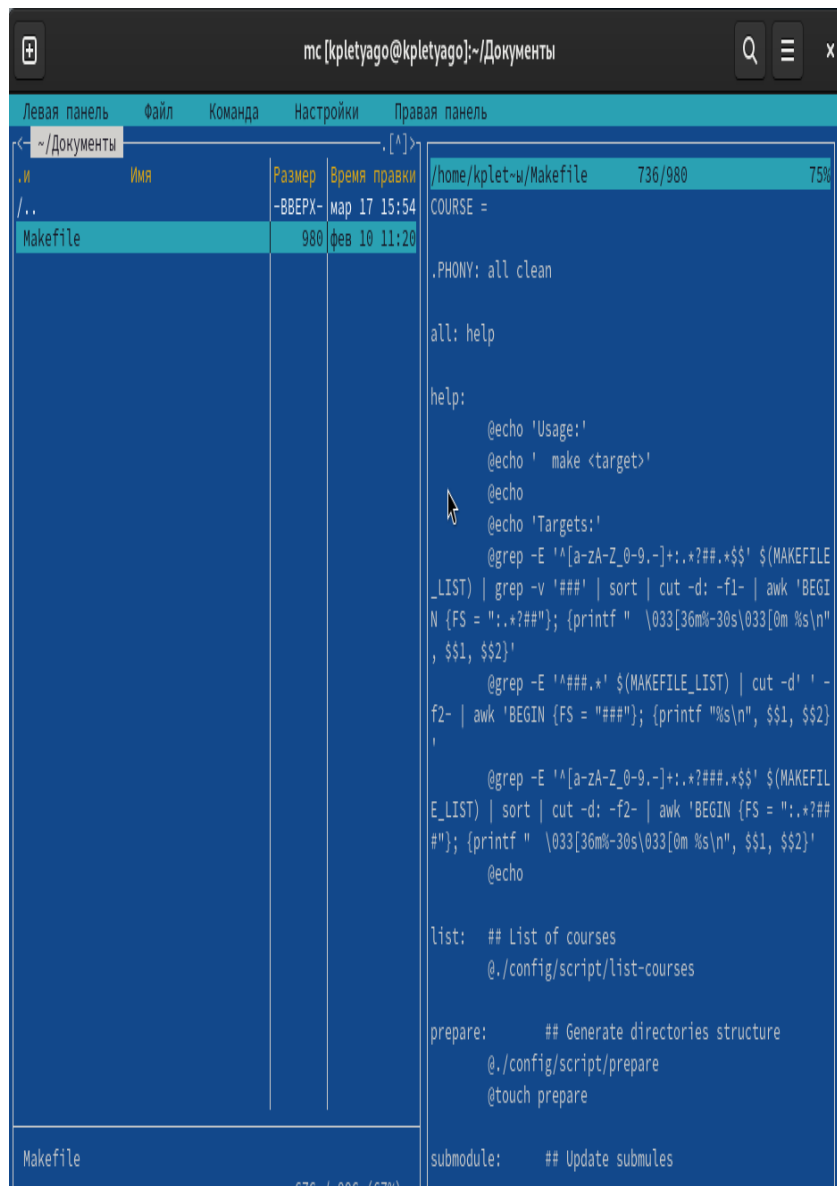 mc [kpletyago@kpletyago]:~/Документы
Левая панель Файл Команда Настройки Правая панель
<- ~/Документы .[^]>
.и Имя Размер Время правки
/.. -ВВЕРХ- мар 17 15:54
Makefile 980 фев 10 11:20
Makefile
/home/kplet~ы/Makefile 736/980 75%
COURSE =
.PHONY: all clean
all: help
help:
@echo 'Usage:'
@echo '  make <target>'
@echo
@echo 'Targets:'
@grep -E '^[a-zA-Z_0-9.-]+:.*?##.*$$' $(MAKEFILE
_LIST) | grep -v '###' | sort | cut -d: -f1- | awk 'BEGI
N {FS = ":.*?##"}; {printf "  \033[36m%-30s\033[0m %s\n"
, $$1, $$2}'
@grep -E '^###.*' $(MAKEFILE_LIST) | cut -d' ' -
f2- | awk 'BEGIN {FS = "###"}; {printf "%s\n", $$1, $$2}
'
@grep -E '^[a-zA-Z_0-9.-]+:.*?###.*$$' $(MAKEFIL
E_LIST) | sort | cut -d: -f2- | awk 'BEGIN {FS = ":.*?##
#"}; {printf "  \033[36m%-30s\033[0m %s\n", $$1, $$2}'
@echo
list: ## List of courses
@./config/script/list-courses
prepare: ## Generate directories structure
@./config/script/prepare
@touch prepare
submodule: ## Update submules